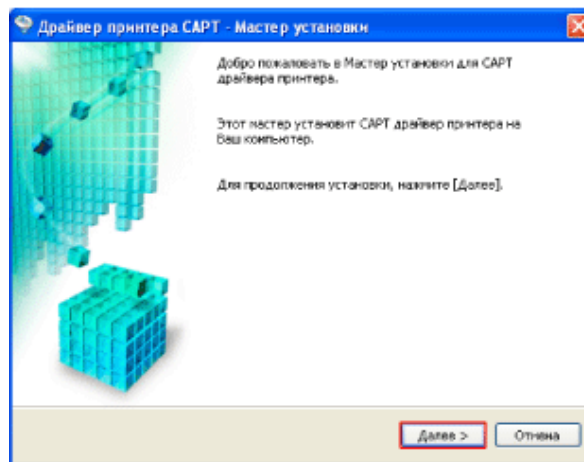 Драйвер принтера CAPT - Мастер установки
Добро пожаловать в Мастер установки для CAPT
драйвера принтера.
Этот мастер установит CAPT драйвер принтера на
Ваш компьютер.
Для продолжения установки, нажмите [Далее].
Далее >
Отмена